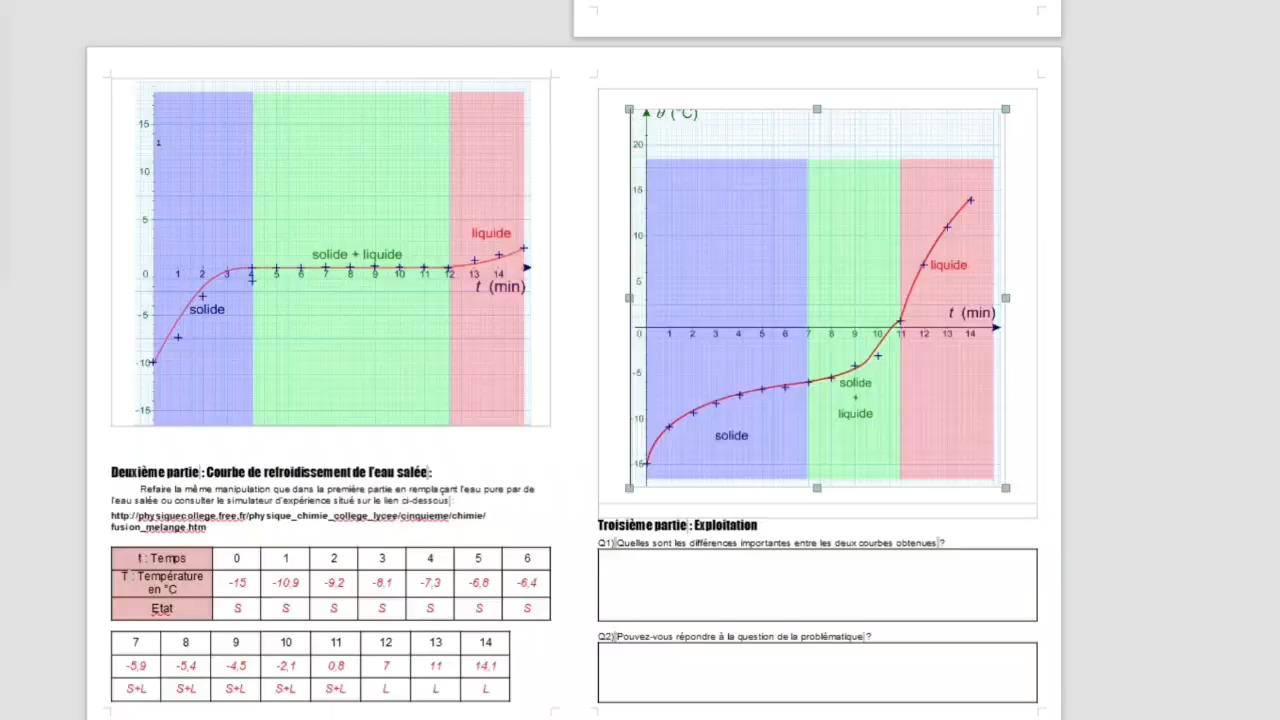 15
10
5
0
-5
-10
-15
1
1 2 3 4 5 6 7 8 9 10 11 12 13 14
liquide
solide + liquide
t (min)
solide
Deuxième partie : Courbe de refroidissement de l'eau salée :
Refaire la même manipulation que dans la première partie en remplaçant l'eau pure par de
l'eau salée ou consulter le simulateur d'expérience situé sur le lien ci-dessous :
http://physiquecollege.free.fr/physique_chimie_college_lycee/cinquieme/chimie/
fusion_melange.htm
t : Temps 0 1 2 3 4 5 6
T : Température
en °C -15 -10,9 -9,2 -8,1 -7,3 -6,8 -6,4
Etat S S S S S S S
7 8 9 10 11 12 13 14
-5,9 -5,4 -4,5 -2,1 0,8 7 11 14,1
S+L S+L S+L S+L S+L L L L
θ (°C)
20
15
10
5
0
-5
-10
-15
liquide
t (min)
1 2 3 4 5 6 7 8 9 10 11 12 13 14
solide
+
liquide
solide
Troisième partie : Exploitation
Q1) Quelles sont les différences importantes entre les deux courbes obtenues ?
Q2) Pouvez-vous répondre à la question de la problématique ?